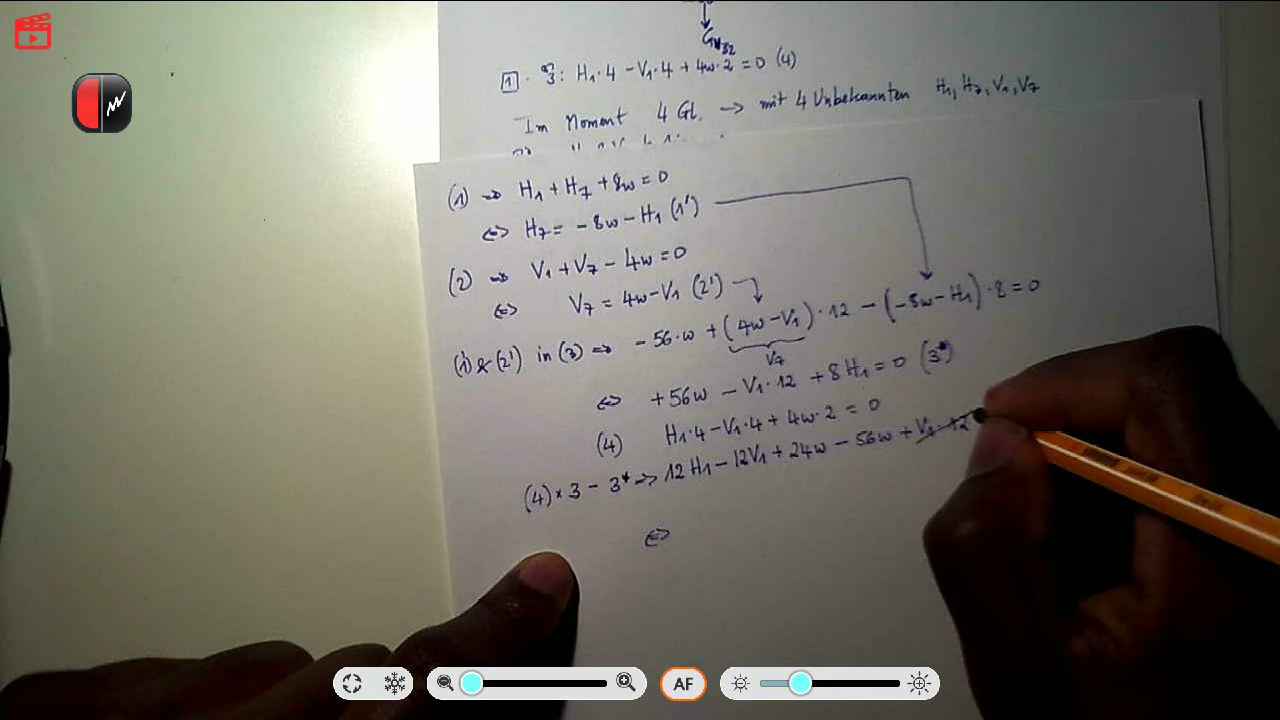 G_WB2
1 · ℳ3: H₁·4 - V₁·4 + 4w·2 = 0 (4)
Im Moment 4 Gl. → mit 4 Unbekannten H₁, H₇, V₁, V₇
(1) ⇒ H₁ + H₇ + 8w = 0
⇔ H₇ = -8w - H₁ (1')
(2) ⇒ V₁ + V₇ - 4w = 0
⇔ V₇ = 4w - V₁ (2')
(1') & (2') in (3) ⇒ -56·w + (4w - V₁)·12 - (-8w - H₁)·8 = 0
V₇
⇔ +56w - V₁·12 + 8H₁ = 0 (3*)
(4) H₁·4 - V₁·4 + 4w·2 = 0
(4) × 3 - 3* ⇒ 12H₁ - 12V₁ + 24w - 56w + V₁·12
⇔
AF